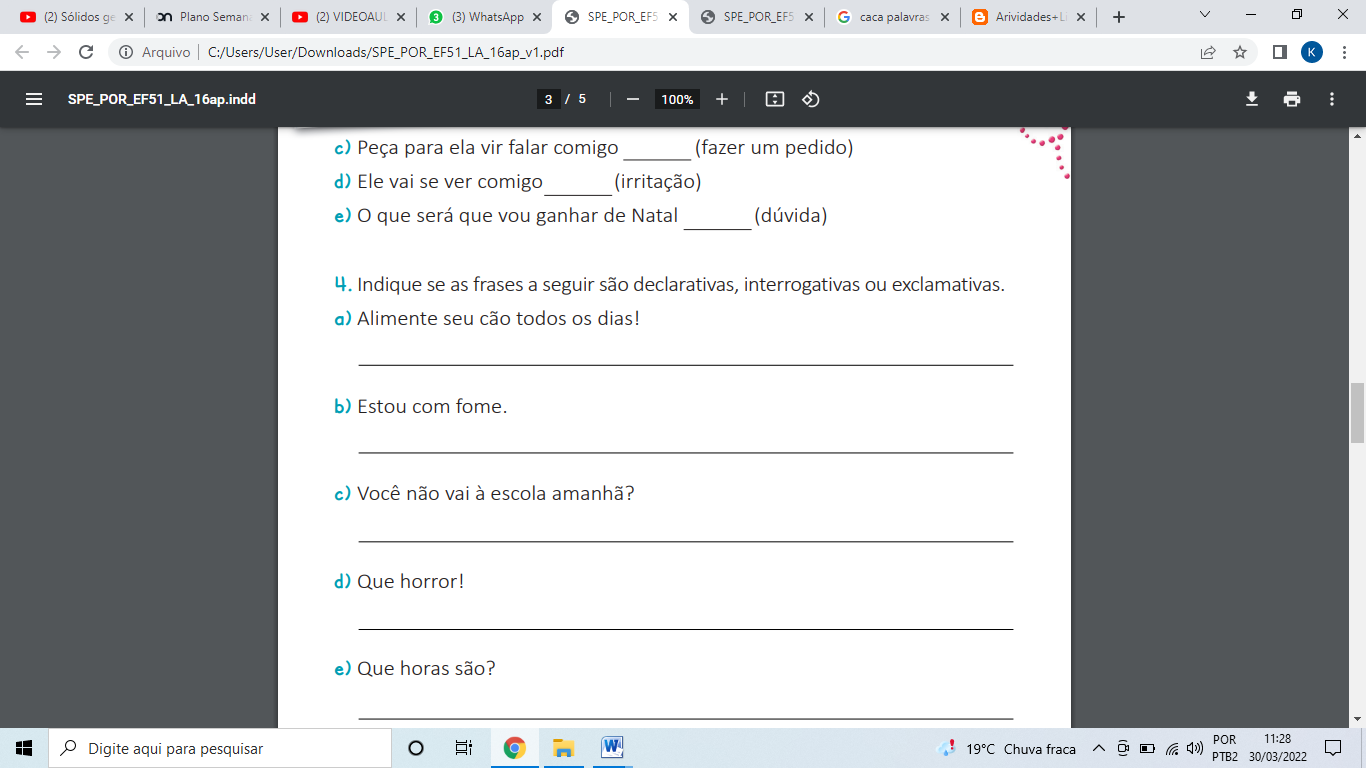 (2) Sólidos ge
Plano Seman
(2) VIDEOAUL
(3) WhatsApp
SPE_POR_EF5
SPE_POR_EF5
caca palavras
Arividades+Li
Arquivo C:/Users/User/Downloads/SPE_POR_EF51_LA_16ap_v1.pdf
K
SPE_POR_EF51_LA_16ap.indd 3 / 5 100%
c) Peça para ela vir falar comigo ______ (fazer um pedido)
d) Ele vai se ver comigo______ (irritação)
e) O que será que vou ganhar de Natal ______ (dúvida)
4. Indique se as frases a seguir são declarativas, interrogativas ou exclamativas.
a) Alimente seu cão todos os dias!
b) Estou com fome.
c) Você não vai à escola amanhã?
d) Que horror!
e) Que horas são?
Digite aqui para pesquisar
19°C Chuva fraca
POR
PTB2
11:28
30/03/2022